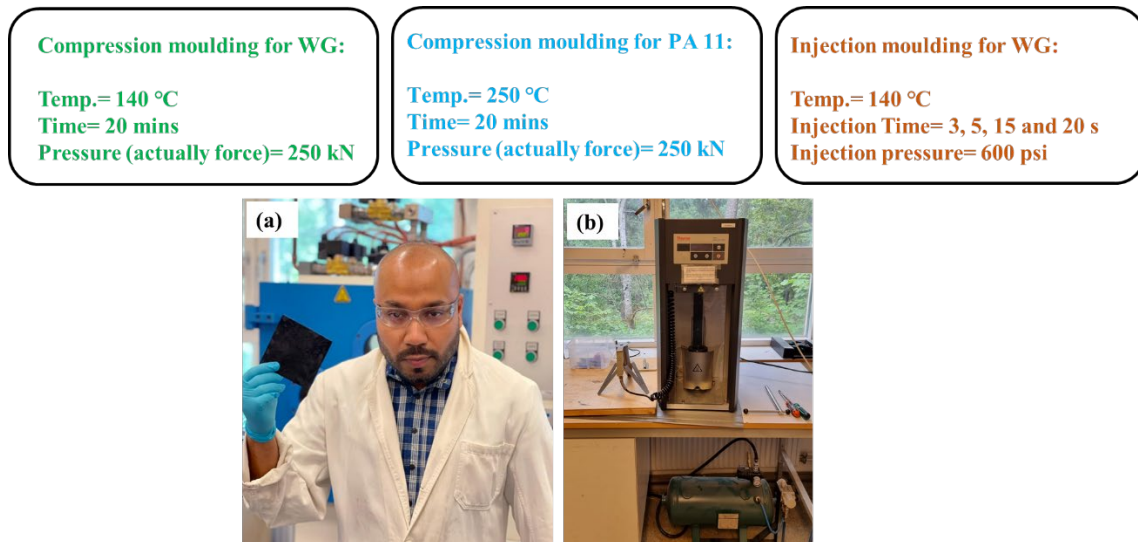 Compression moulding for WG:
Temp.= 140 °C
Time= 20 mins
Pressure (actually force)= 250 kN
Compression moulding for PA 11:
Temp.= 250 °C
Time= 20 mins
Pressure (actually force)= 250 kN
Injection moulding for WG:
Temp.= 140 °C
Injection Time= 3, 5, 15 and 20 s
Injection pressure= 600 psi
(a)
(b)